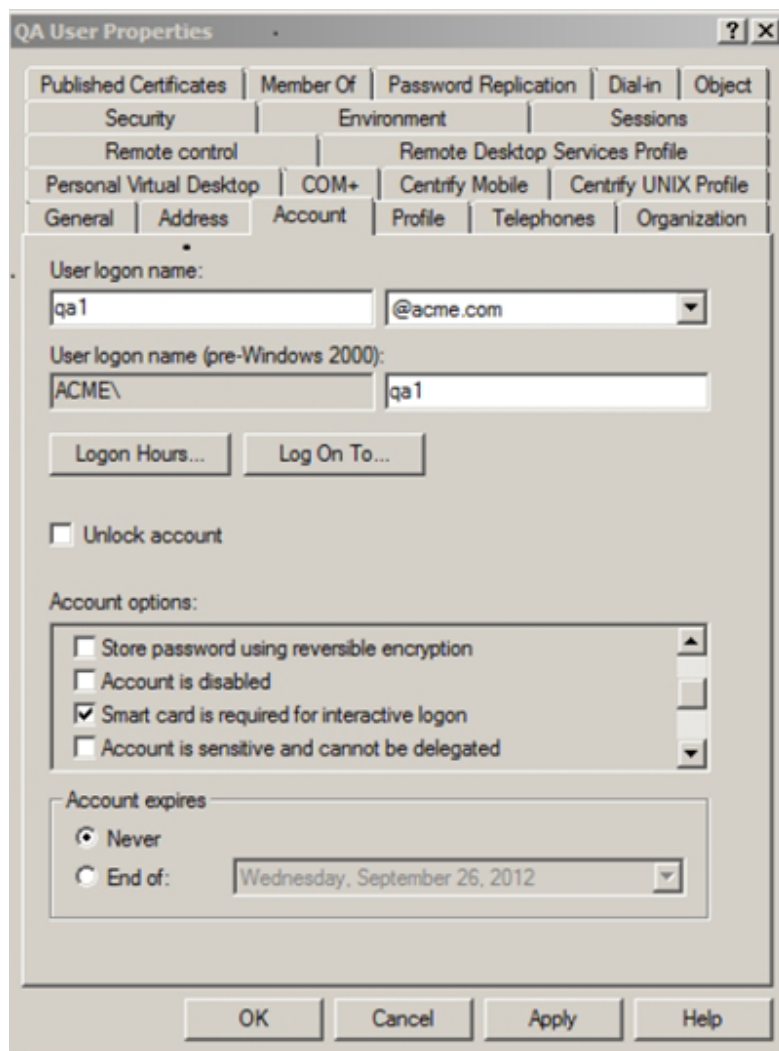 QA User Properties
Published Certificates Member Of Password Replication Dial-in Object
Security Environment Sessions
Remote control Remote Desktop Services Profile
Personal Virtual Desktop COM+ Centrify Mobile Centrify UNIX Profile
General Address Account Profile Telephones Organization
User logon name:
qa1 @acme.com
User logon name (pre-Windows 2000):
ACME\ qa1
Logon Hours... Log On To...
Unlock account
Account options:
Store password using reversible encryption
Account is disabled
Smart card is required for interactive logon
Account is sensitive and cannot be delegated
Account expires
Never
End of: Wednesday, September 26, 2012
OK Cancel Apply Help